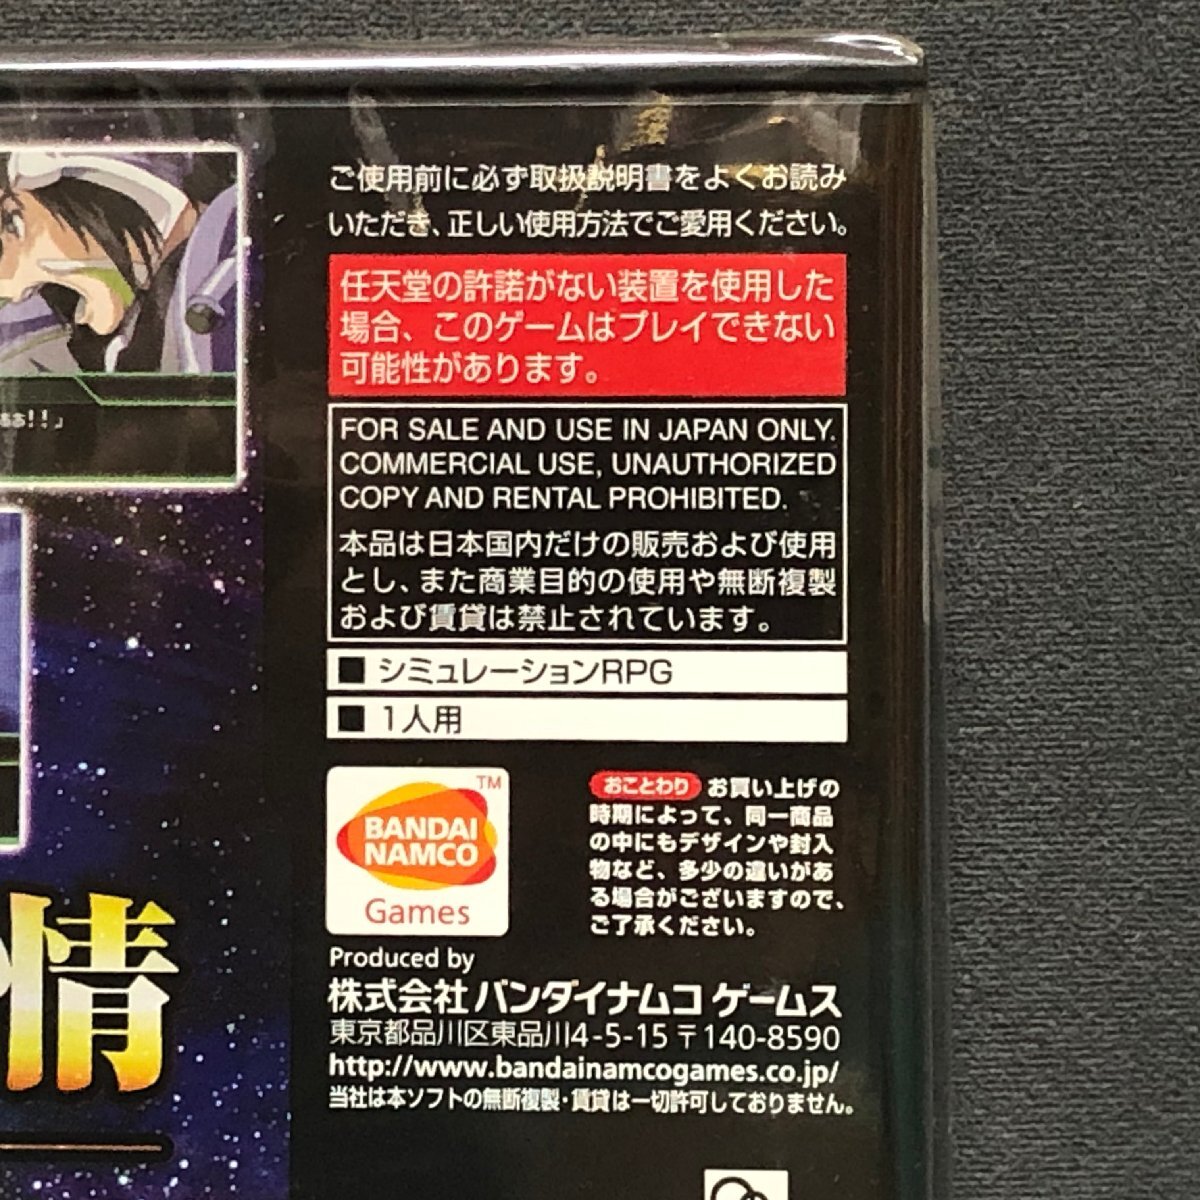 ご使用前に必ず取扱説明書をよくお読み
いただき、正しい使用方法でご愛用ください。
任天堂の許諾がない装置を使用した
場合、このゲームはプレイできない
可能性があります。
FOR SALE AND USE IN JAPAN ONLY.
COMMERCIAL USE, UNAUTHORIZED
COPY AND RENTAL PROHIBITED.
本品は日本国内だけの販売および使用
とし、また商業目的の使用や無断複製
および賃貸は禁止されています。
■ シミュレーションRPG
■ 1人用
BANDAI
NAMCO
TM
Games
おことわり お買い上げの
時期によって、同一商品
の中にもデザインや封入
物など、多少の違いがあ
る場合がございますので、
ご了承ください。
Produced by
株式会社 バンダイナムコ ゲームス
東京都品川区東品川4-5-15 〒140-8590
http://www.bandainamcogames.co.jp/
当社は本ソフトの無断複製・賃貸は一切許可しておりません。
!!」
情